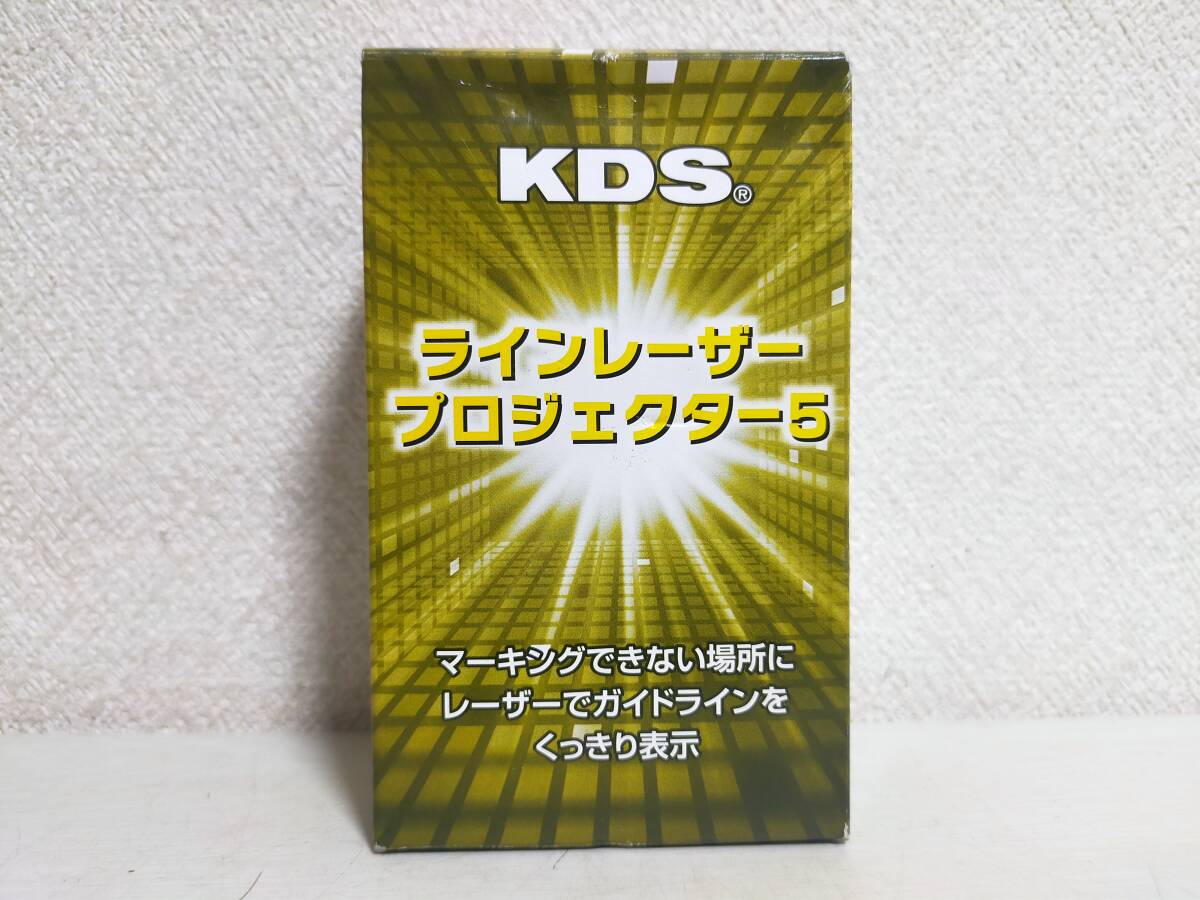 KDS®
ラインレーザー
プロジェクター5
マーキングできない場所に
レーザーでガイドラインを
くっきり表示